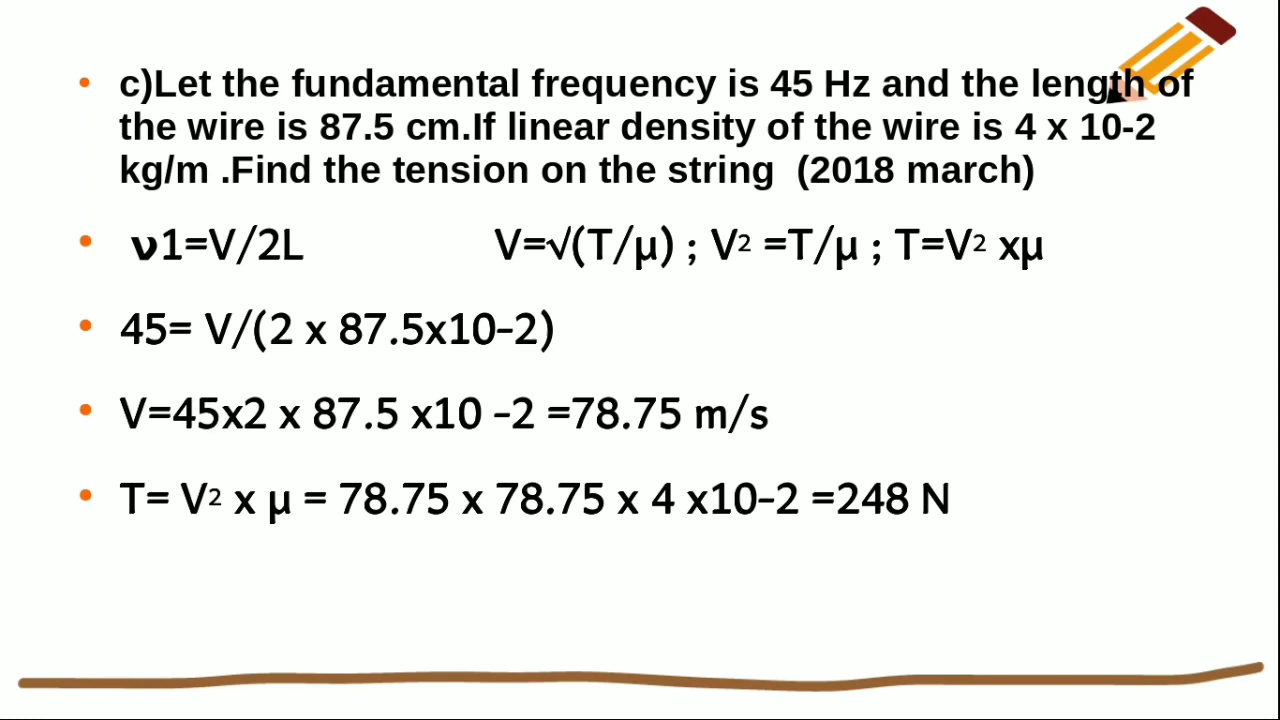 • c)Let the fundamental frequency is 45 Hz and the length of
the wire is 87.5 cm.If linear density of the wire is 4 x 10-2
kg/m .Find the tension on the string (2018 march)
• ν1=V/2L V=√(T/μ) ; V² =T/μ ; T=V² xμ
• 45= V/(2 x 87.5x10-2)
• V=45x2 x 87.5 x10 -2 =78.75 m/s
• T= V² x μ = 78.75 x 78.75 x 4 x10-2 =248 N